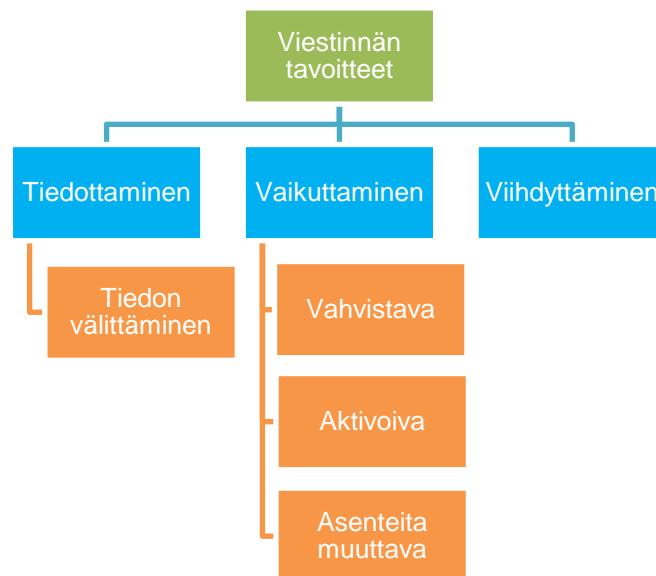 Viestinnän
tavoitteet
Tiedottaminen
Vaikuttaminen
Viihdyttäminen
Tiedon
välittäminen
Vahvistava
Aktivoiva
Asenteita
muuttava